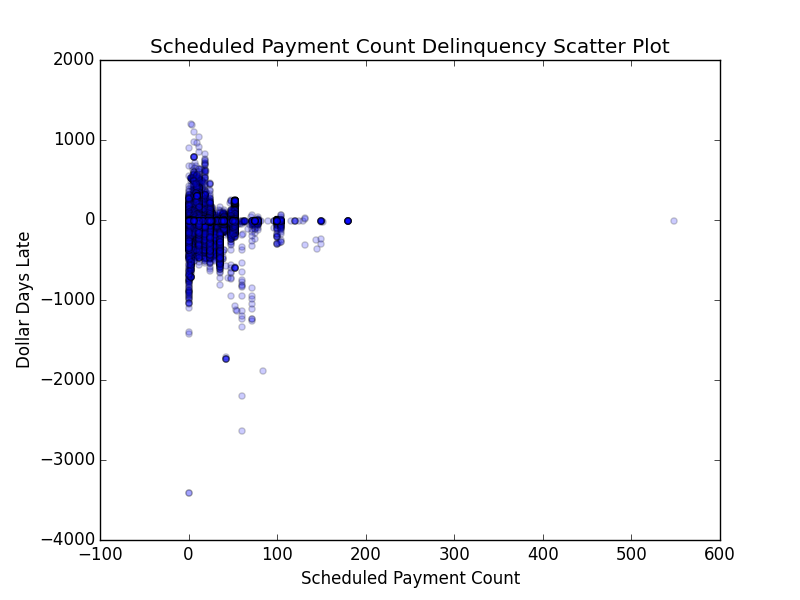 Scheduled Payment Count Delinquency Scatter Plot
2000
1000
0
−1000
−2000
−3000
−4000
Dollar Days Late
−100 0 100 200 300 400 500 600
Scheduled Payment Count